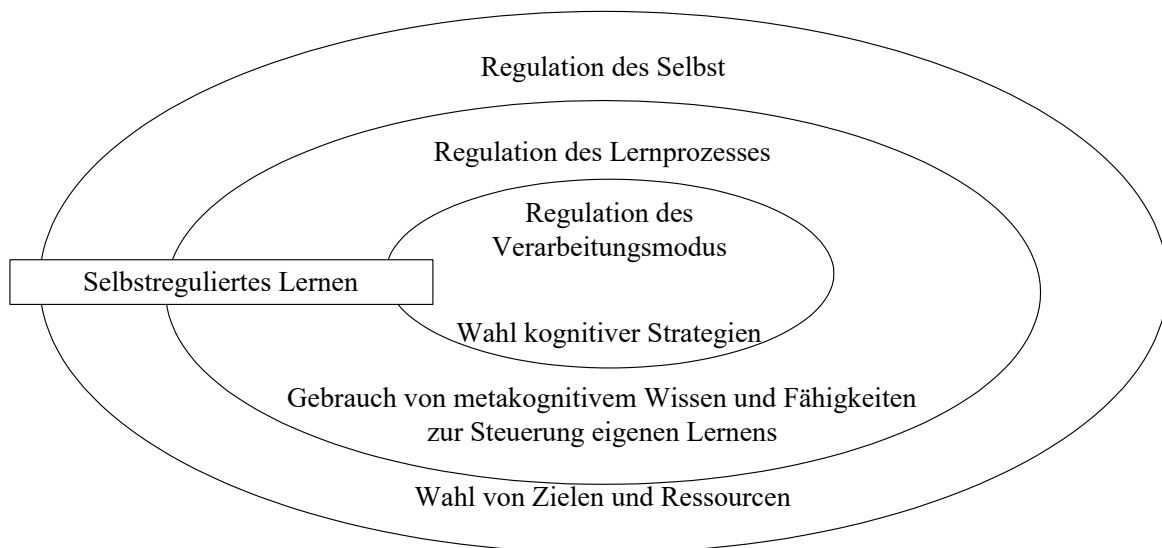 Regulation des Selbst
Regulation des Lernprozesses
Regulation des
Verarbeitungsmodus
Selbstreguliertes Lernen
Wahl kognitiver Strategien
Gebrauch von metakognitivem Wissen und Fähigkeiten
zur Steuerung eigenen Lernens
Wahl von Zielen und Ressourcen